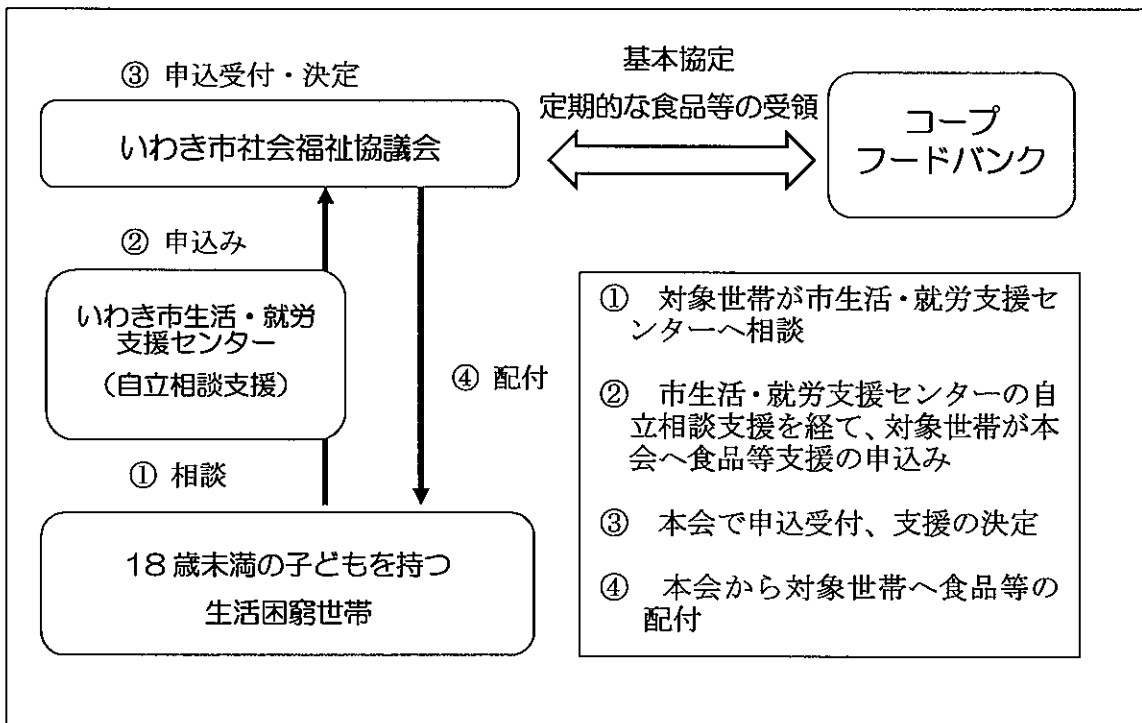 ③ 申込受付・決定
いわき市社会福祉協議会
基本協定
定期的な食品等の受領
コープ
フードバンク
② 申込み
いわき市生活・就労
支援センター
（自立相談支援）
④ 配付
① 相談
18歳未満の子どもを持つ
生活困窮世帯
① 対象世帯が市生活・就労支援セ
ンターへ相談
② 市生活・就労支援センターの自
立相談支援を経て、対象世帯が本
会へ食品等支援の申込み
③ 本会で申込受付、支援の決定
④ 本会から対象世帯へ食品等の
配付